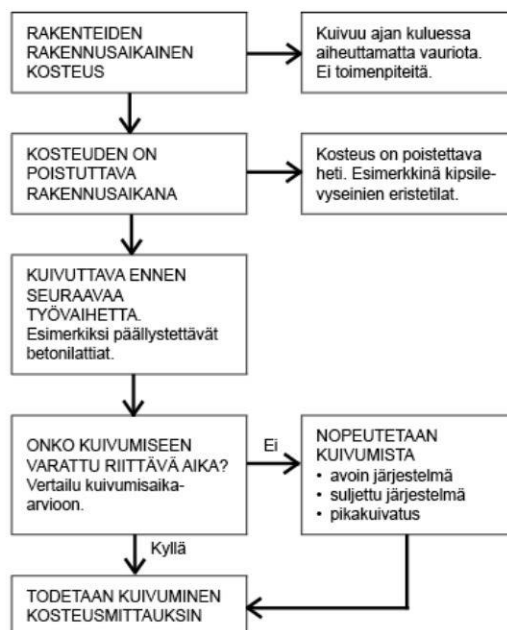 RAKENTEIDEN
RAKENNUSAIKAINEN
KOSTEUS
Kuivuu ajan kuluessa
aiheuttamatta vauriota.
Ei toimenpiteitä.
KOSTEUDEN ON
POISTUTTAVA
RAKENNUSAIKANA
Kosteus on poistettava
heti. Esimerkkinä kipsile-
vyseinien eristetilat.
KUIVUTTAVA ENNEN
SEURAAVAA
TYÖVAIHETTA.
Esimerkiksi päällystettävät
betonilattiat.
ONKO KUIVUMISEEN
VARATTU RIITTÄVÄ AIKA?
Vertailu kuivumisaika-
arvioon.
Ei
NOPEUTETAAN
KUIVUMISTA
• avoin järjestelmä
• suljettu järjestelmä
• pikakuivatus
Kyllä
TODETAAN KUIVUMINEN
KOSTEUSMITTAUKSIN